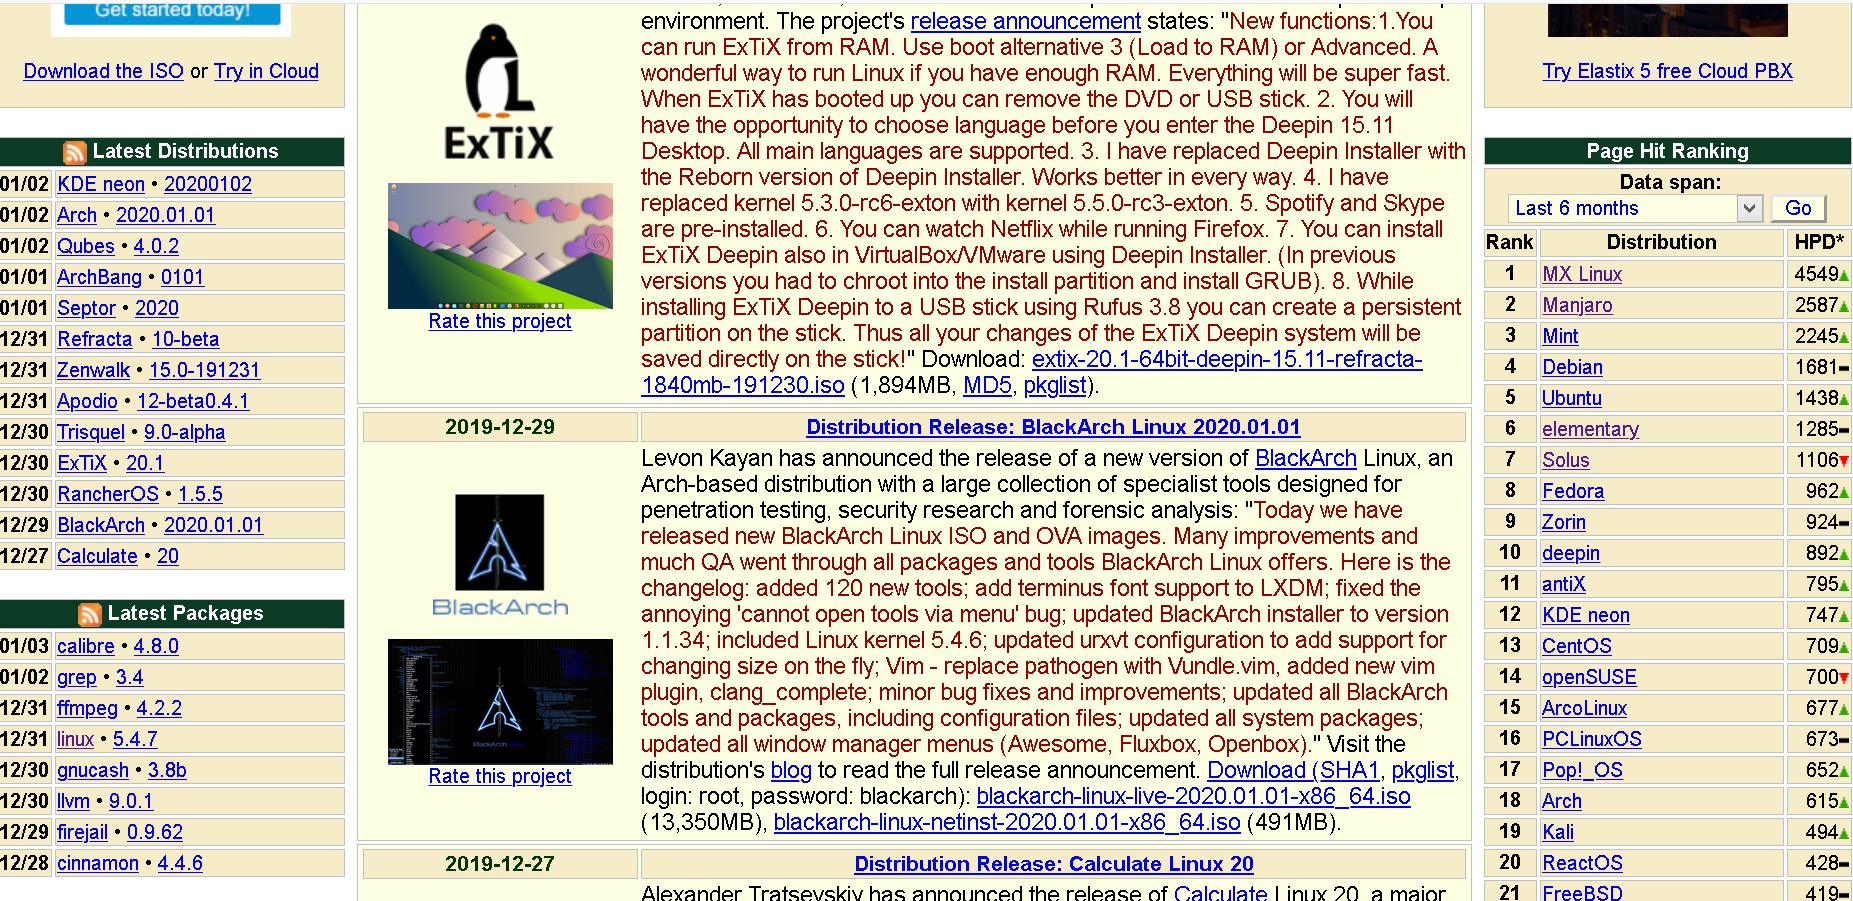 Get started today!
Download the ISO or Try in Cloud
Latest Distributions
01/02 KDE neon • 20200102
01/02 Arch • 2020.01.01
01/02 Qubes • 4.0.2
01/01 ArchBang • 0101
01/01 Septor • 2020
12/31 Refracta • 10-beta
12/31 Zenwalk • 15.0-191231
12/31 Apodio • 12-beta0.4.1
12/30 Trisquel • 9.0-alpha
12/30 ExTiX • 20.1
12/30 RancherOS • 1.5.5
12/29 BlackArch • 2020.01.01
12/27 Calculate • 20
Latest Packages
01/03 calibre • 4.8.0
01/02 grep • 3.4
12/31 ffmpeg • 4.2.2
12/31 linux • 5.4.7
12/30 gnucash • 3.8b
12/30 llvm • 9.0.1
12/29 firejail • 0.9.62
12/28 cinnamon • 4.4.6
ExTiX
Rate this project
environment. The project's release announcement states: "New functions:1.You
can run ExTiX from RAM. Use boot alternative 3 (Load to RAM) or Advanced. A
wonderful way to run Linux if you have enough RAM. Everything will be super fast.
When ExTiX has booted up you can remove the DVD or USB stick. 2. You will
have the opportunity to choose language before you enter the Deepin 15.11
Desktop. All main languages are supported. 3. I have replaced Deepin Installer with
the Reborn version of Deepin Installer. Works better in every way. 4. I have
replaced kernel 5.3.0-rc6-exton with kernel 5.5.0-rc3-exton. 5. Spotify and Skype
are pre-installed. 6. You can watch Netflix while running Firefox. 7. You can install
ExTiX Deepin also in VirtualBox/VMware using Deepin Installer. (In previous
versions you had to chroot into the install partition and install GRUB). 8. While
installing ExTiX Deepin to a USB stick using Rufus 3.8 you can create a persistent
partition on the stick. Thus all your changes of the ExTiX Deepin system will be
saved directly on the stick!" Download: extix-20.1-64bit-deepin-15.11-refracta-
1840mb-191230.iso (1,894MB, MD5, pkglist).
2019-12-29 Distribution Release: BlackArch Linux 2020.01.01
BlackArch
BlackArch
Rate this project
Levon Kayan has announced the release of a new version of BlackArch Linux, an
Arch-based distribution with a large collection of specialist tools designed for
penetration testing, security research and forensic analysis: "Today we have
released new BlackArch Linux ISO and OVA images. Many improvements and
much QA went through all packages and tools BlackArch Linux offers. Here is the
changelog: added 120 new tools; add terminus font support to LXDM; fixed the
annoying 'cannot open tools via menu' bug; updated BlackArch installer to version
1.1.34; included Linux kernel 5.4.6; updated urxvt configuration to add support for
changing size on the fly; Vim - replace pathogen with Vundle.vim, added new vim
plugin, clang_complete; minor bug fixes and improvements; updated all BlackArch
tools and packages, including configuration files; updated all system packages;
updated all window manager menus (Awesome, Fluxbox, Openbox)." Visit the
distribution's blog to read the full release announcement. Download (SHA1, pkglist,
login: root, password: blackarch): blackarch-linux-live-2020.01.01-x86_64.iso
(13,350MB), blackarch-linux-netinst-2020.01.01-x86_64.iso (491MB).
2019-12-27 Distribution Release: Calculate Linux 20
Alexander Tratsevskiy has announced the release of Calculate Linux 20, a major
Try Elastix 5 free Cloud PBX
Page Hit Ranking
Data span:
Last 6 months Go
Rank Distribution HPD*
1 MX Linux 4549
2 Manjaro 2587
3 Mint 2245
4 Debian 1681
5 Ubuntu 1438
6 elementary 1285
7 Solus 1106
8 Fedora 962
9 Zorin 924
10 deepin 892
11 antiX 795
12 KDE neon 747
13 CentOS 709
14 openSUSE 700
15 ArcoLinux 677
16 PCLinuxOS 673
17 Pop!_OS 652
18 Arch 615
19 Kali 494
20 ReactOS 428
21 FreeBSD 419